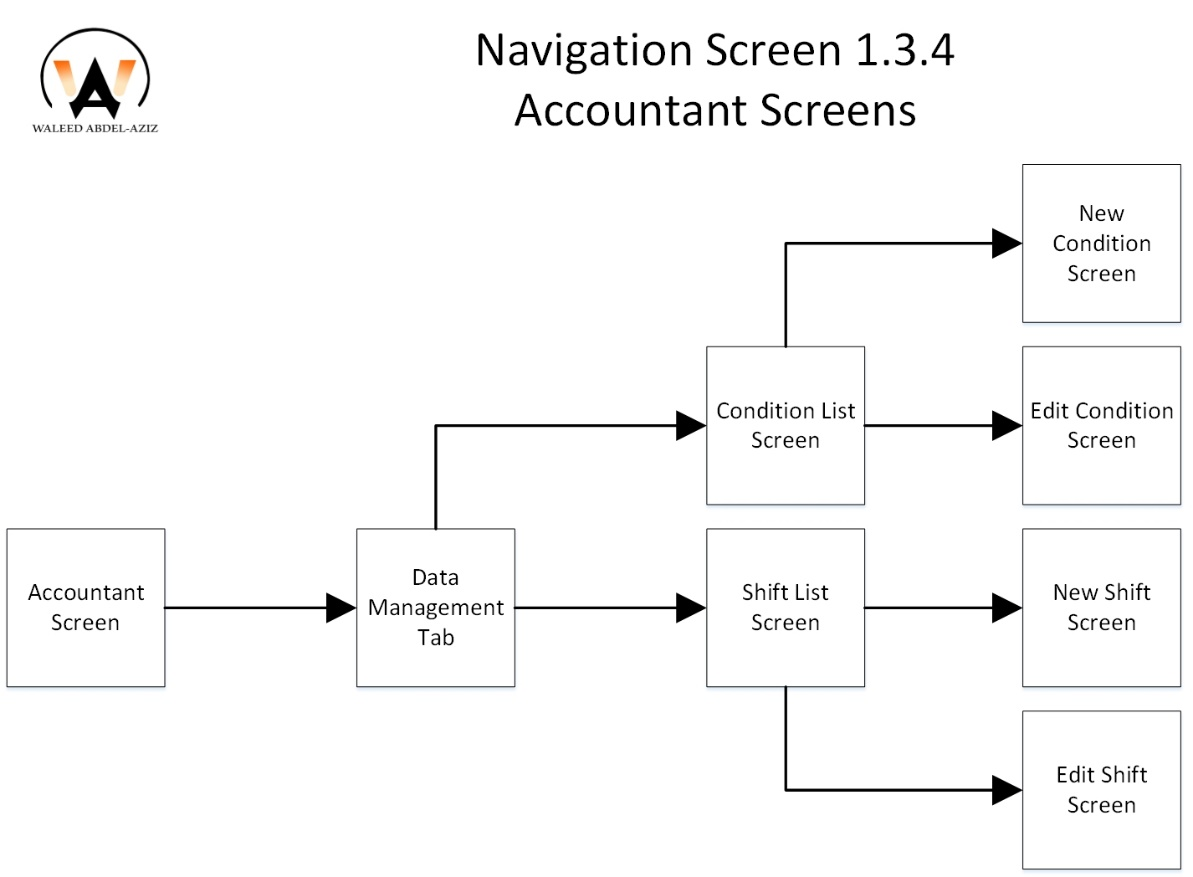 WALEED ABDEL-AZIZ
Navigation Screen 1.3.4
Accountant Screens
New
Condition
Screen
Condition List
Screen
Edit Condition
Screen
Accountant
Screen
Data
Management
Tab
Shift List
Screen
New Shift
Screen
Edit Shift
Screen